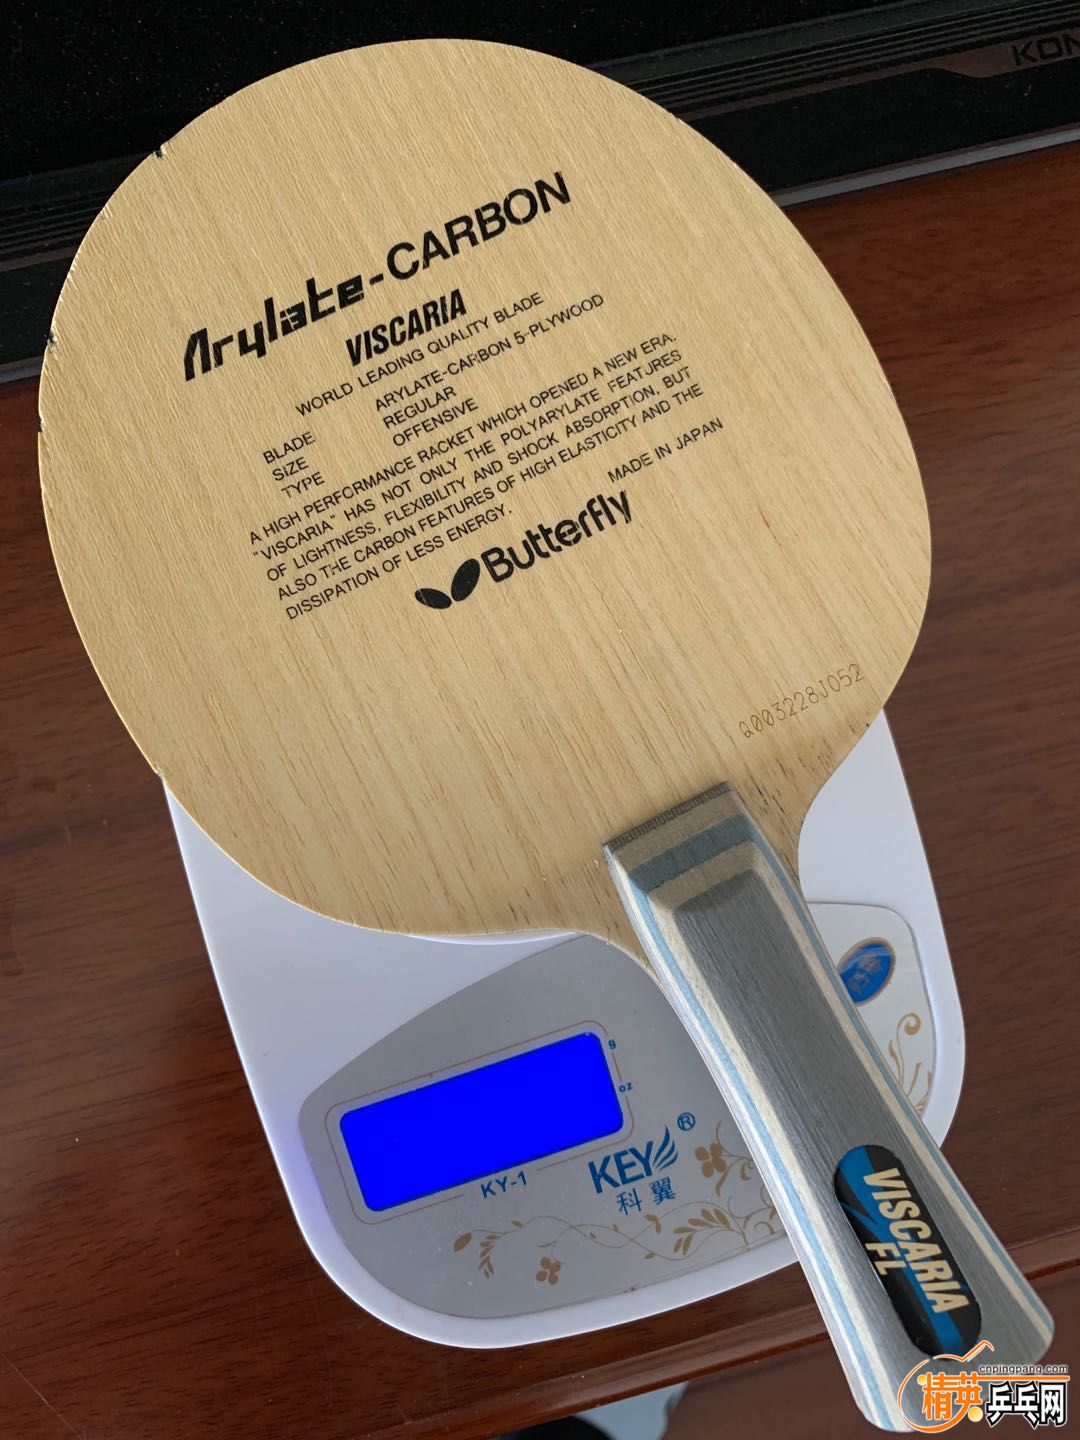 KON
Arylate-CARBON
VISCARIA
WORLD LEADING QUALITY BLADE
BLADE ARYLATE-CARBON 5-PLYWOOD
SIZE REGULAR
TYPE OFFENSIVE
A HIGH PERFORMANCE RACKET WHICH OPENED A NEW ERA.
"VISCARIA" HAS NOT ONLY THE POLYARYLATE FEATURES
OF LIGHTNESS, FLEXIBILITY AND SHOCK ABSORPTION, BUT
ALSO THE CARBON FEATURES OF HIGH ELASTICITY AND THE
DISSIPATION OF LESS ENERGY.
MADE IN JAPAN
Butterfly
2003228J052
g
oz
KY-1
KEY®
科翼
VISCARIA
FL
cnpingpang.com
精英乒乓网